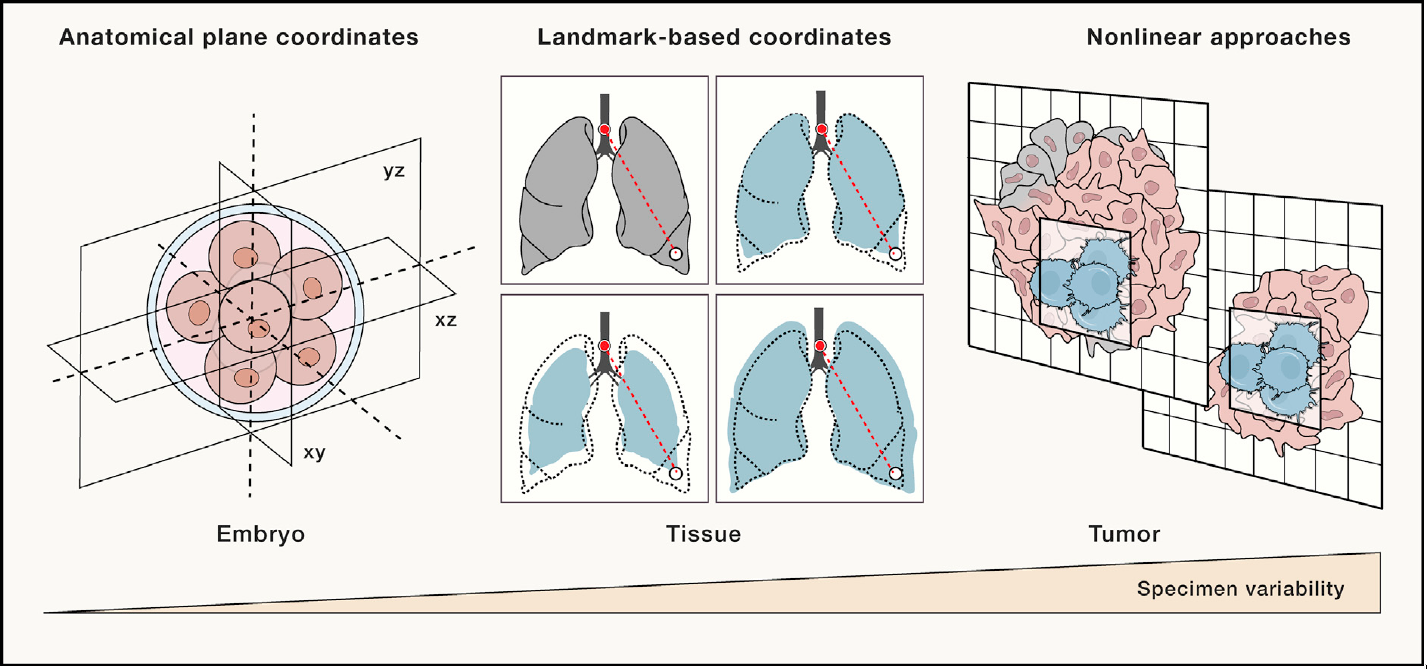 Anatomical plane coordinates
Landmark-based coordinates
Nonlinear approaches
yz
xz
xy
Embryo
Tissue
Tumor
Specimen variability